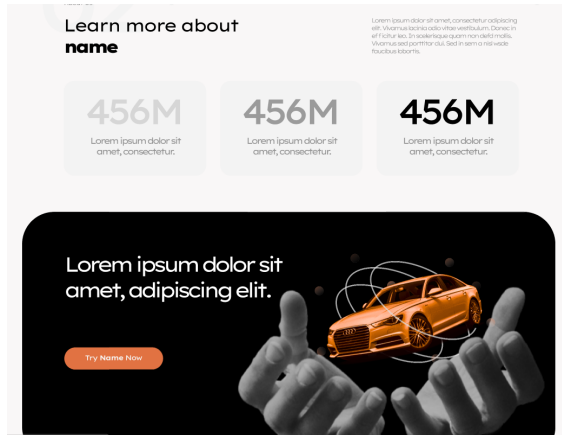 Learn more about
name
Lorem ipsum dolor sit amet, consectetur adipiscing
elit. Vivamus lacinia odio vitae vestibulum. Donec in
efficitur leo. In scelerisque quam non dolor mollis.
Vivamus sed porttitor dui. Sed in sem a nisl wade
faucibus lobortis.
456M
Lorem ipsum dolor sit
amet, consectetur.
456M
Lorem ipsum dolor sit
amet, consectetur.
456M
Lorem ipsum dolor sit
amet, consectetur.
Lorem ipsum dolor sit
amet, adipiscing elit.
Try Name Now